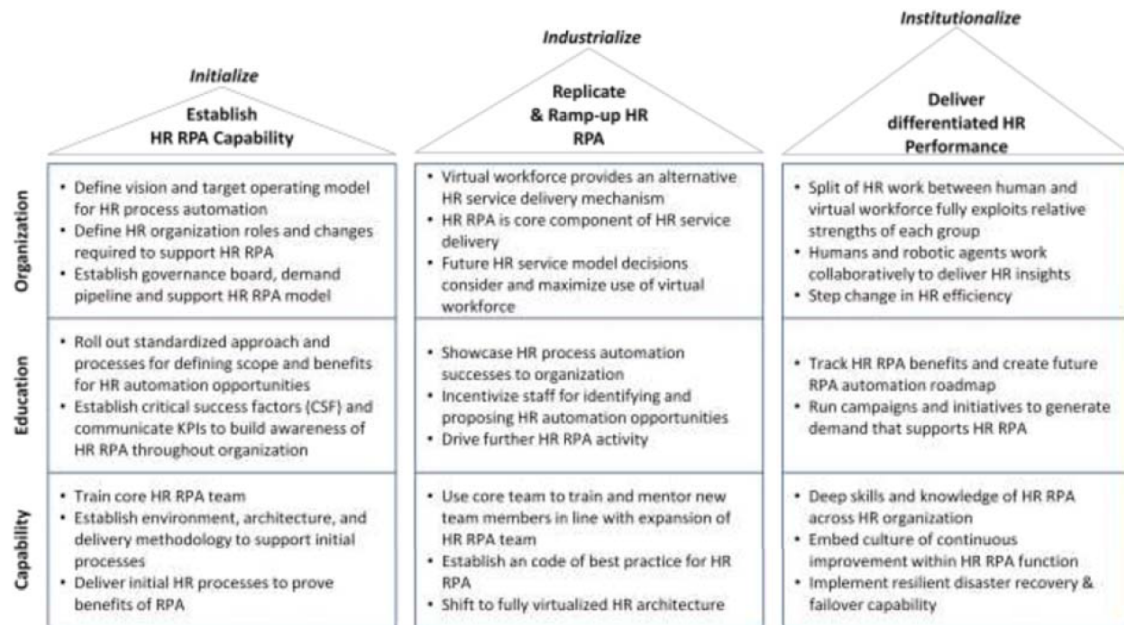 Initialize
Establish
HR RPA Capability
Industrialize
Replicate
& Ramp-up HR
RPA
Institutionalize
Deliver
differentiated HR
Performance
Organization
• Define vision and target operating model
for HR process automation
• Define HR organization roles and changes
required to support HR RPA
• Establish governance board, demand
pipeline and support HR RPA model
• Virtual workforce provides an alternative
HR service delivery mechanism
• HR RPA is core component of HR service
delivery
• Future HR service model decisions
consider and maximize use of virtual
workforce
• Split of HR work between human and
virtual workforce fully exploits relative
strengths of each group
• Humans and robotic agents work
collaboratively to deliver HR insights
• Step change in HR efficiency
Education
• Roll out standardized approach and
processes for defining scope and benefits
for HR automation opportunities
• Establish critical success factors (CSF) and
communicate KPIs to build awareness of
HR RPA throughout organization
• Showcase HR process automation
successes to organization
• Incentivize staff for identifying and
proposing HR automation opportunities
• Drive further HR RPA activity
• Track HR RPA benefits and create future
RPA automation roadmap
• Run campaigns and initiatives to generate
demand that supports HR RPA
Capability
• Train core HR RPA team
• Establish environment, architecture, and
delivery methodology to support initial
processes
• Deliver initial HR processes to prove
benefits of RPA
• Use core team to train and mentor new
team members in line with expansion of
HR RPA team
• Establish an code of best practice for HR
RPA
• Shift to fully virtualized HR architecture
• Deep skills and knowledge of HR RPA
across HR organization
• Embed culture of continuous
improvement within HR RPA function
• Implement resilient disaster recovery &
failover capability